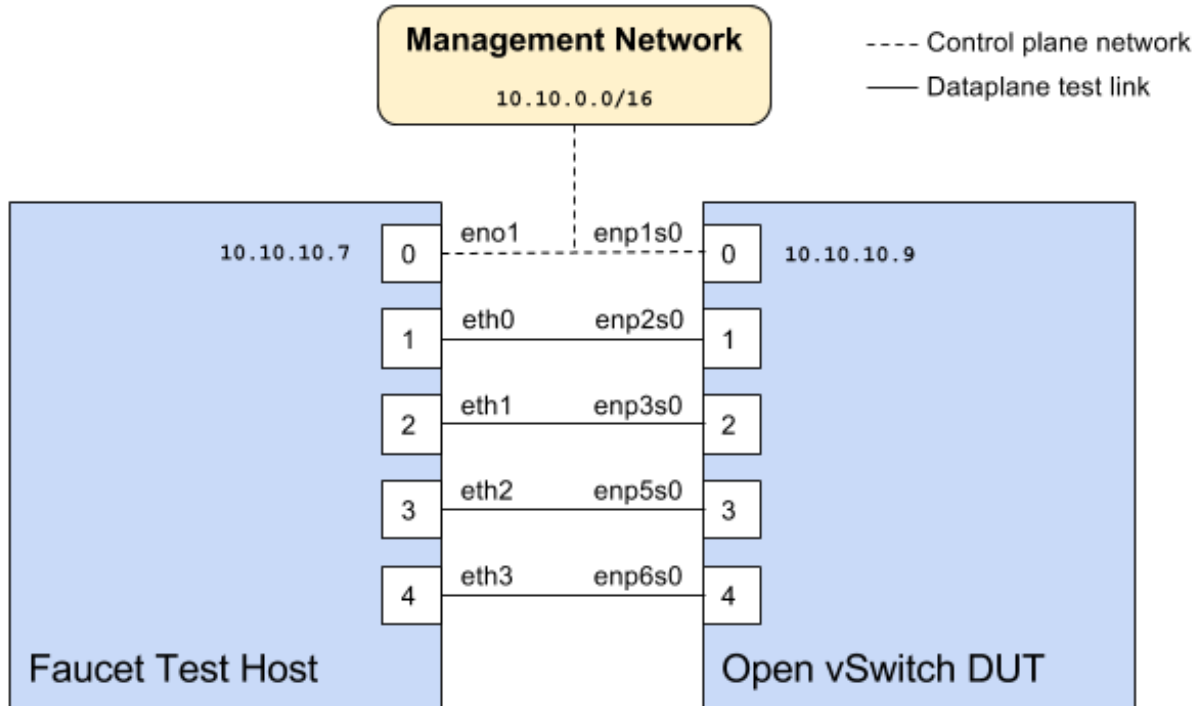 Management Network
10.10.0.0/16
Control plane network
Dataplane test link
10.10.10.7
0
eno1
enp1s0
0
10.10.10.9
1
eth0
enp2s0
1
2
eth1
enp3s0
2
3
eth2
enp5s0
3
4
eth3
enp6s0
4
Faucet Test Host
Open vSwitch DUT